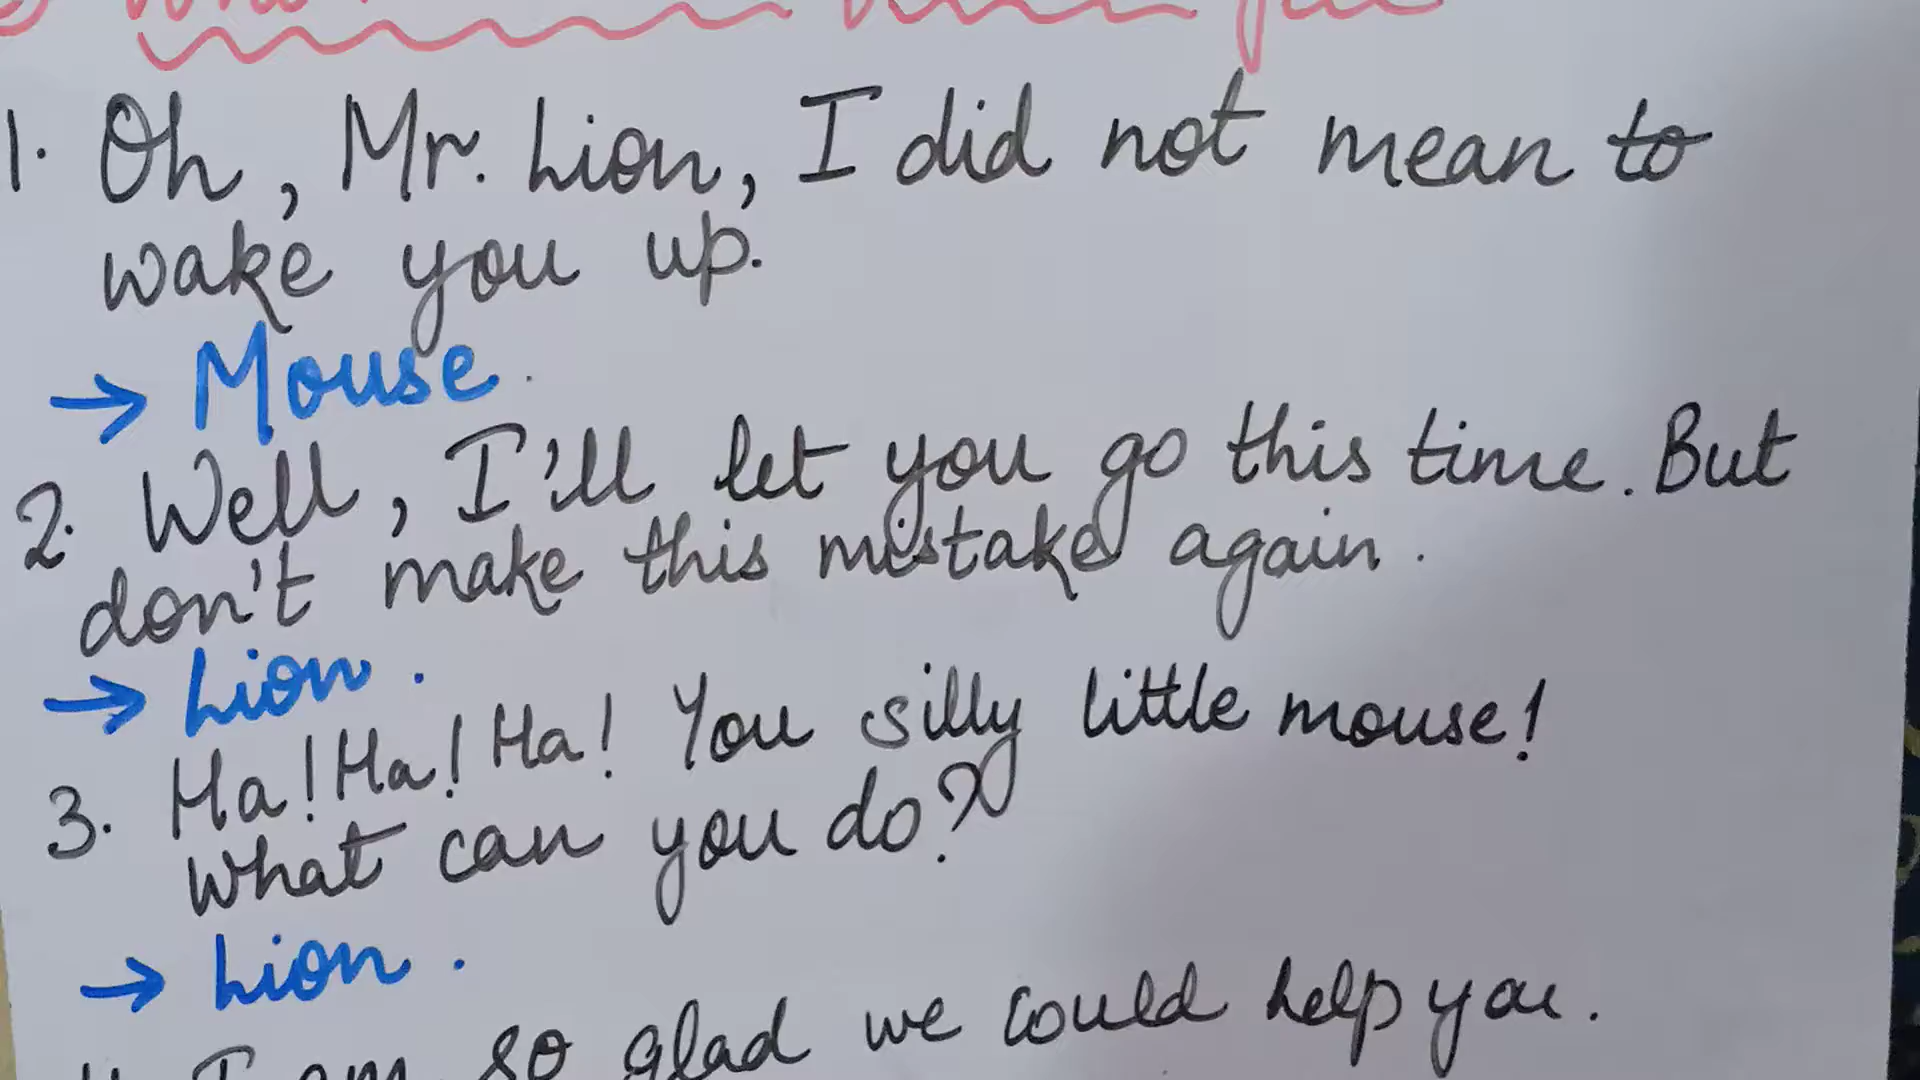 1. Oh, Mr. Lion, I did not mean to
wake you up.
→ Mouse.
2. Well, I'll let you go this time. But
don't make this mistake again.
→ Lion.
3. Ha! Ha! Ha! You silly little mouse!
What can you do?
→ Lion.
I am so glad we could help you.